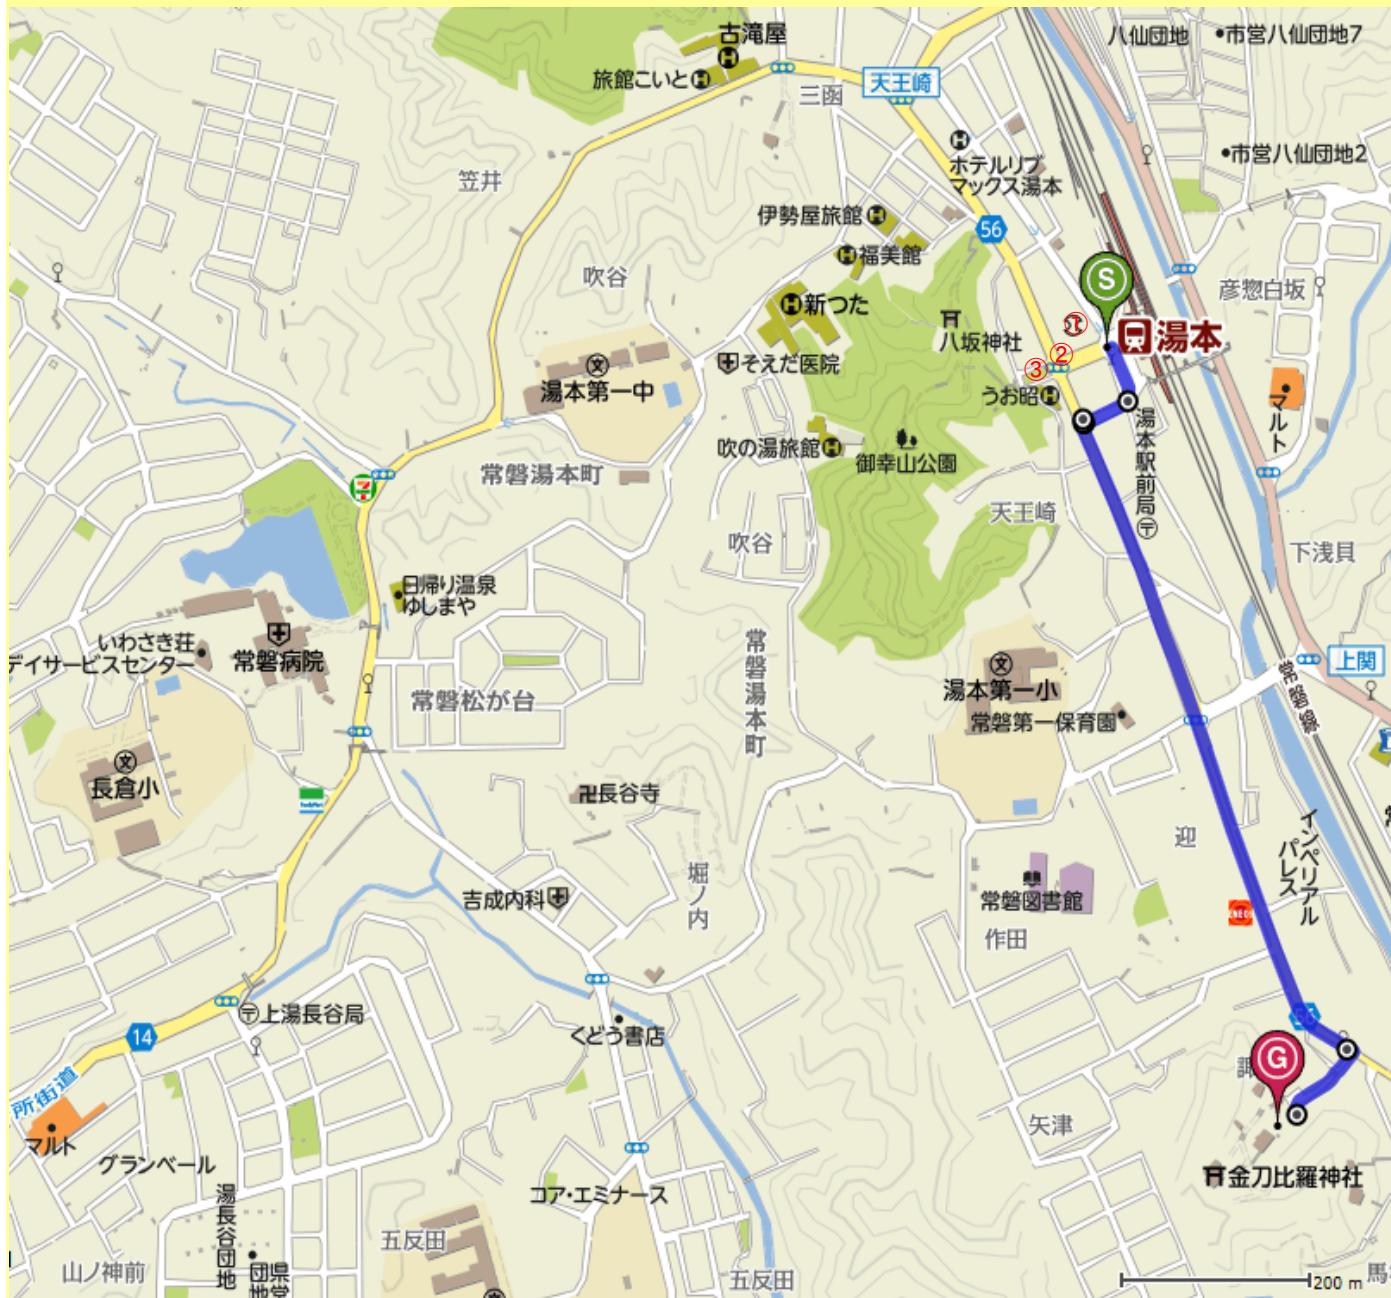 古滝屋
旅館こいと
三函
天王崎
八仙団地
市営八仙団地7
市営八仙団地2
笠井
ホテルリブ
マックス湯本
伊勢屋旅館
56
福美館
吹谷
S
彦惣白坂
新つた
八坂神社
①
②
③
湯本
そえだ医院
湯本第一中
うお昭
マルト
湯本駅前局
吹の湯旅館
御幸山公園
常磐湯本町
7
天王崎
吹谷
下浅貝
日帰り温泉
ゆしまや
いわさき荘
デイサービスセンター
常磐病院
常磐松が台
常磐湯本町
湯本第一小
常磐第一保育園
上関
常磐線
長倉小
FamilyMart
長谷寺
迎
インペリアル
パレス
堀ノ内
吉成内科
常磐図書館
ENEOS
作田
上湯長谷局
14
くどう書店
G
所街道
マルト
矢津
グランベール
金刀比羅神社
コア・エミナース
湯長谷団地
五反田
山ノ神前
五反田
200 m